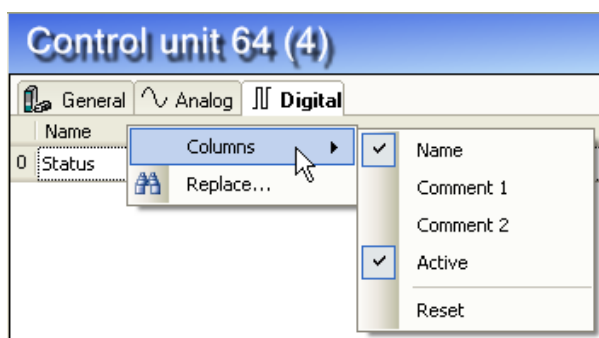 Control unit 64 (4)
General Analog Digital
Name
0 Status
Columns
Replace...
Name
Comment 1
Comment 2
Active
Reset